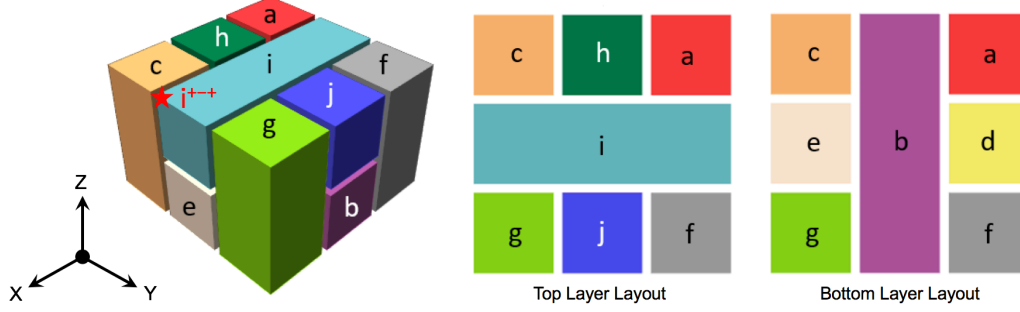 a
h
c
i
f
i⁺⁻⁺
j
g
e
b
Z
X
Y
c h a
i
g j f
Top Layer Layout
c a
e b d
g f
Bottom Layer Layout